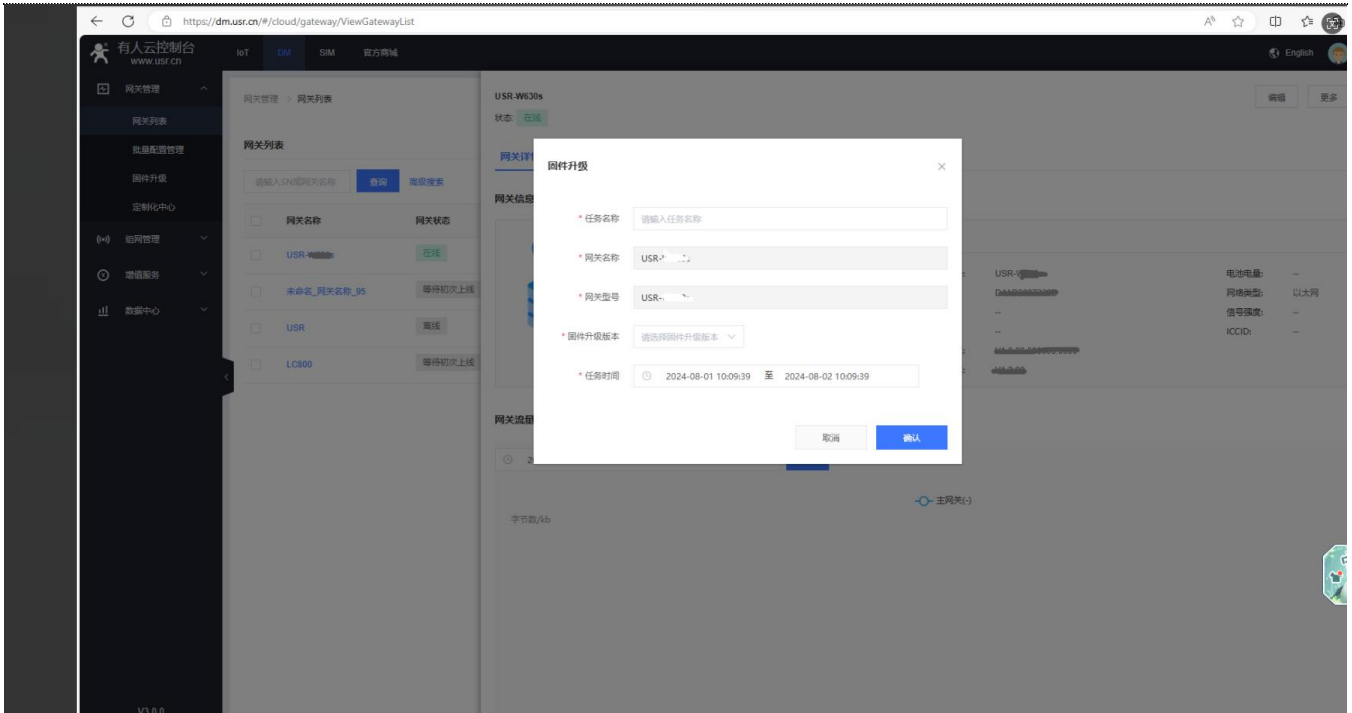 https://dm.usr.cn/#/cloud/gateway/ViewGatewayList
有人云控制台
www.usr.cn
IoT DM SIM 官方商城 English
网关管理
网关列表
批量配置管理
固件升级
定制化中心
组网管理
增值服务
数据中心
V3.0.0
网关管理 > 网关列表
网关列表
请输入SN或网关名称 查询 高级搜索
网关名称 网关状态
USR- 在线
未命名_网关名称_95 等待初次上线
USR 离线
LC800 等待初次上线
USR-W630s 编辑 更多
状态: 在线
网关详
网关信息
固件升级
* 任务名称 请输入任务名称
* 网关名称 USR-
* 网关型号 USR-
* 固件升级版本 请选择固件升级版本
* 任务时间 2024-08-01 10:09:39 至 2024-08-02 10:09:39
取消 确认
电池电量: --
网络类型: 以太网
信号强度: --
ICCID: --
网关流量
主网关(-)
字节数/kb